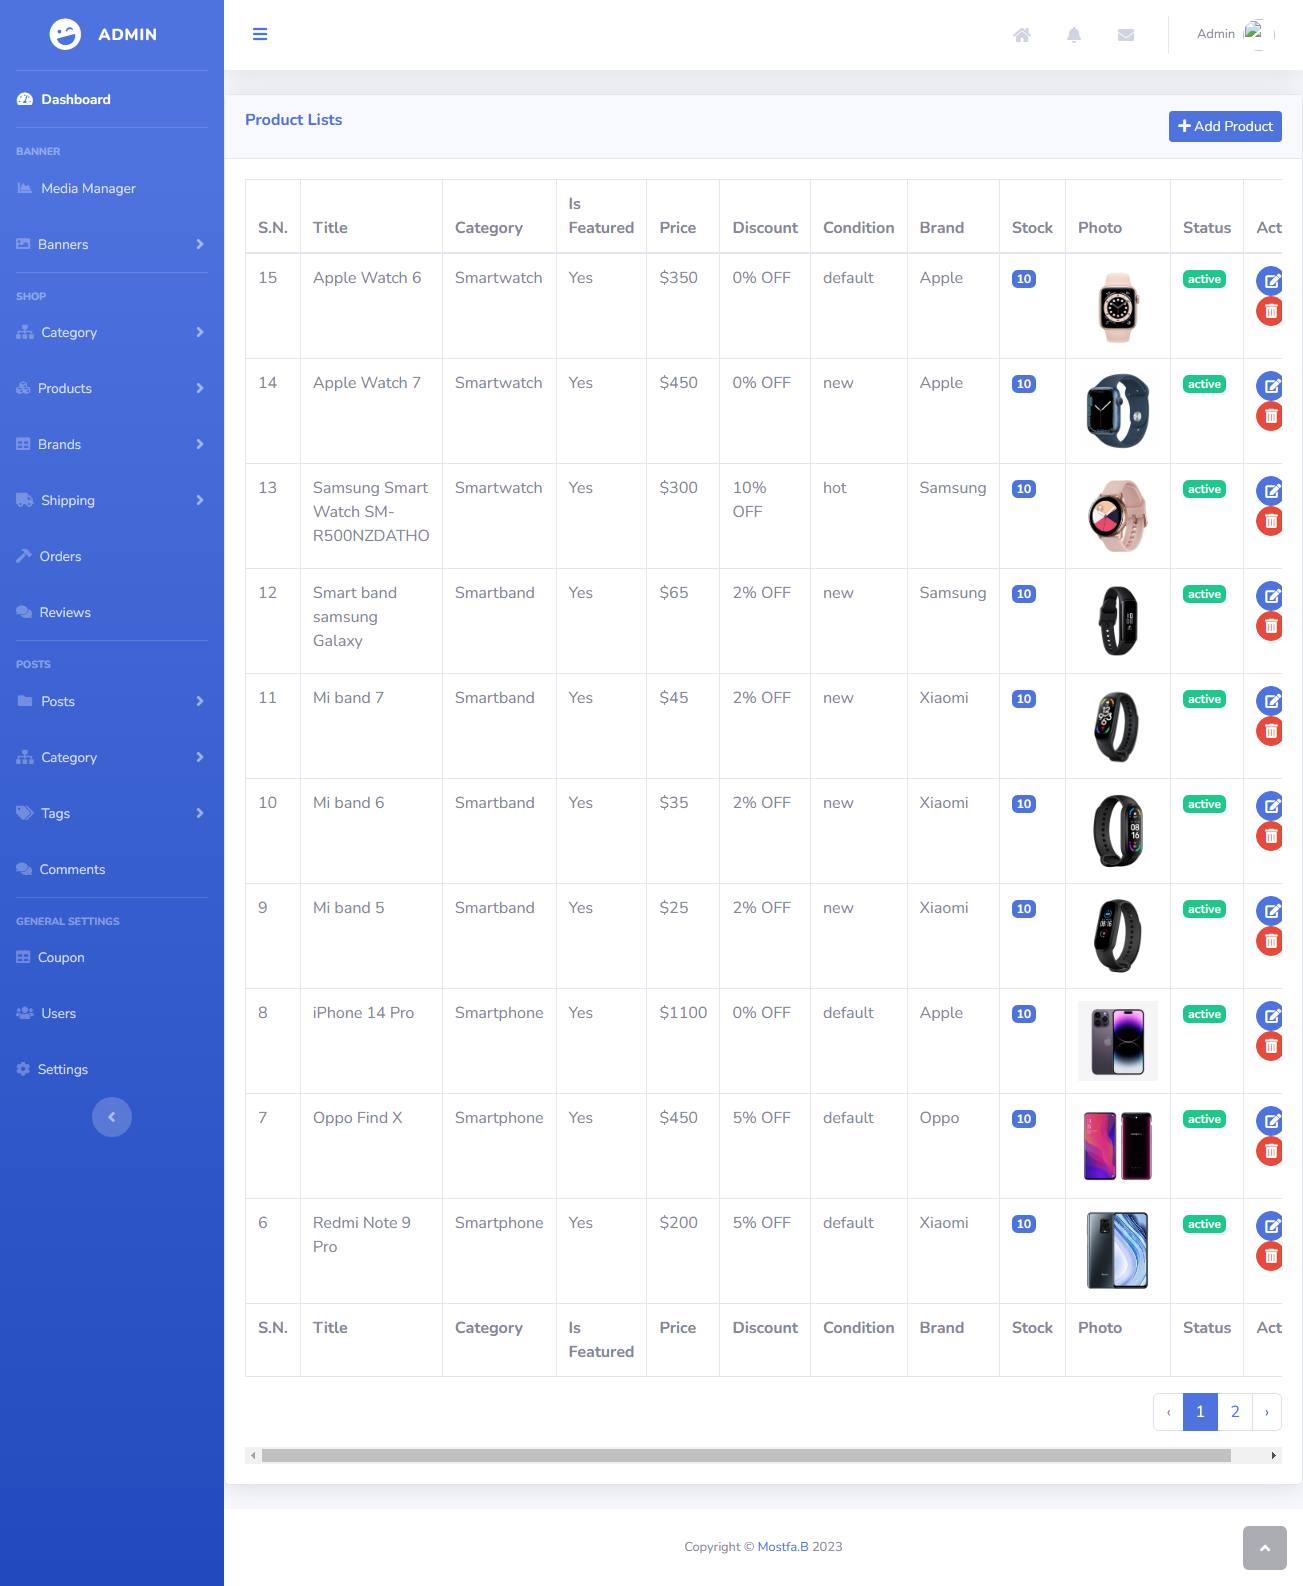 ADMIN
Admin
Dashboard
BANNER
Media Manager
Banners
SHOP
Category
Products
Brands
Shipping
Orders
Reviews
POSTS
Posts
Category
Tags
Comments
GENERAL SETTINGS
Coupon
Users
Settings
Product Lists
Add Product
S.N. Title Category Is Featured Price Discount Condition Brand Stock Photo Status Act
15 Apple Watch 6 Smartwatch Yes $350 0% OFF default Apple 10 active
14 Apple Watch 7 Smartwatch Yes $450 0% OFF new Apple 10 active
13 Samsung Smart Watch SM-R500NZDATHO Smartwatch Yes $300 10% OFF hot Samsung 10 active
12 Smart band samsung Galaxy Smartband Yes $65 2% OFF new Samsung 10 active
11 Mi band 7 Smartband Yes $45 2% OFF new Xiaomi 10 active
10 Mi band 6 Smartband Yes $35 2% OFF new Xiaomi 10 active
9 Mi band 5 Smartband Yes $25 2% OFF new Xiaomi 10 active
8 iPhone 14 Pro Smartphone Yes $1100 0% OFF default Apple 10 active
7 Oppo Find X Smartphone Yes $450 5% OFF default Oppo 10 active
6 Redmi Note 9 Pro Smartphone Yes $200 5% OFF default Xiaomi 10 active
S.N. Title Category Is Featured Price Discount Condition Brand Stock Photo Status Act
‹ 1 2 ›
Copyright © Mostfa.B 2023